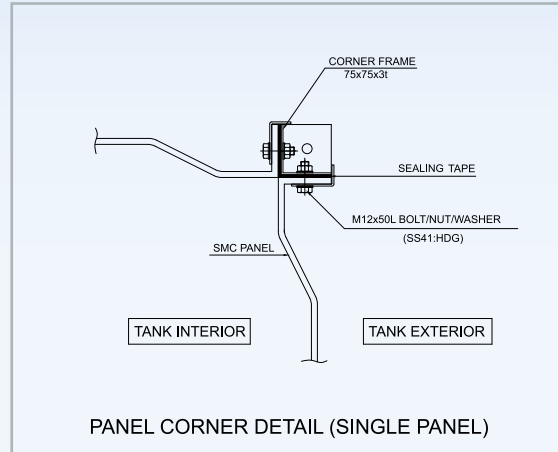 CORNER FRAME
75x75x3t
SEALING TAPE
M12x50L BOLT/NUT/WASHER
(SS41:HDG)
SMC PANEL
TANK INTERIOR
TANK EXTERIOR
PANEL CORNER DETAIL (SINGLE PANEL)